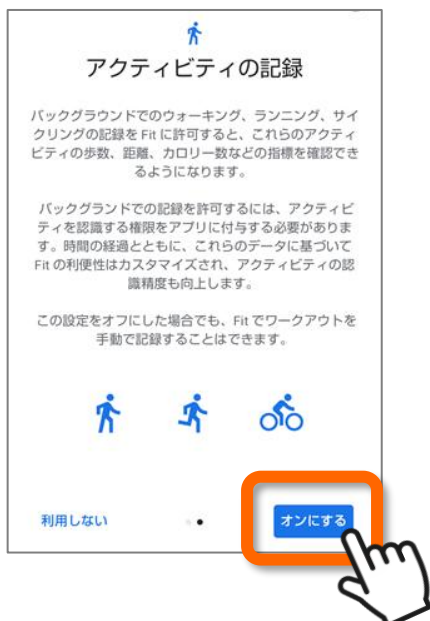 アクティビティの記録
バックグラウンドでのウォーキング、ランニング、サイ
クリングの記録を Fit に許可すると、これらのアクティ
ビティの歩数、距離、カロリー数などの指標を確認でき
るようになります。
バックグランドでの記録を許可するには、アクティビ
ティを認識する権限をアプリに付与する必要がありま
す。時間の経過とともに、これらのデータに基づいて
Fit の利便性はカスタマイズされ、アクティビティの認
識精度も向上します。
この設定をオフにした場合でも、Fit でワークアウトを
手動で記録することはできます。
利用しない
オンにする